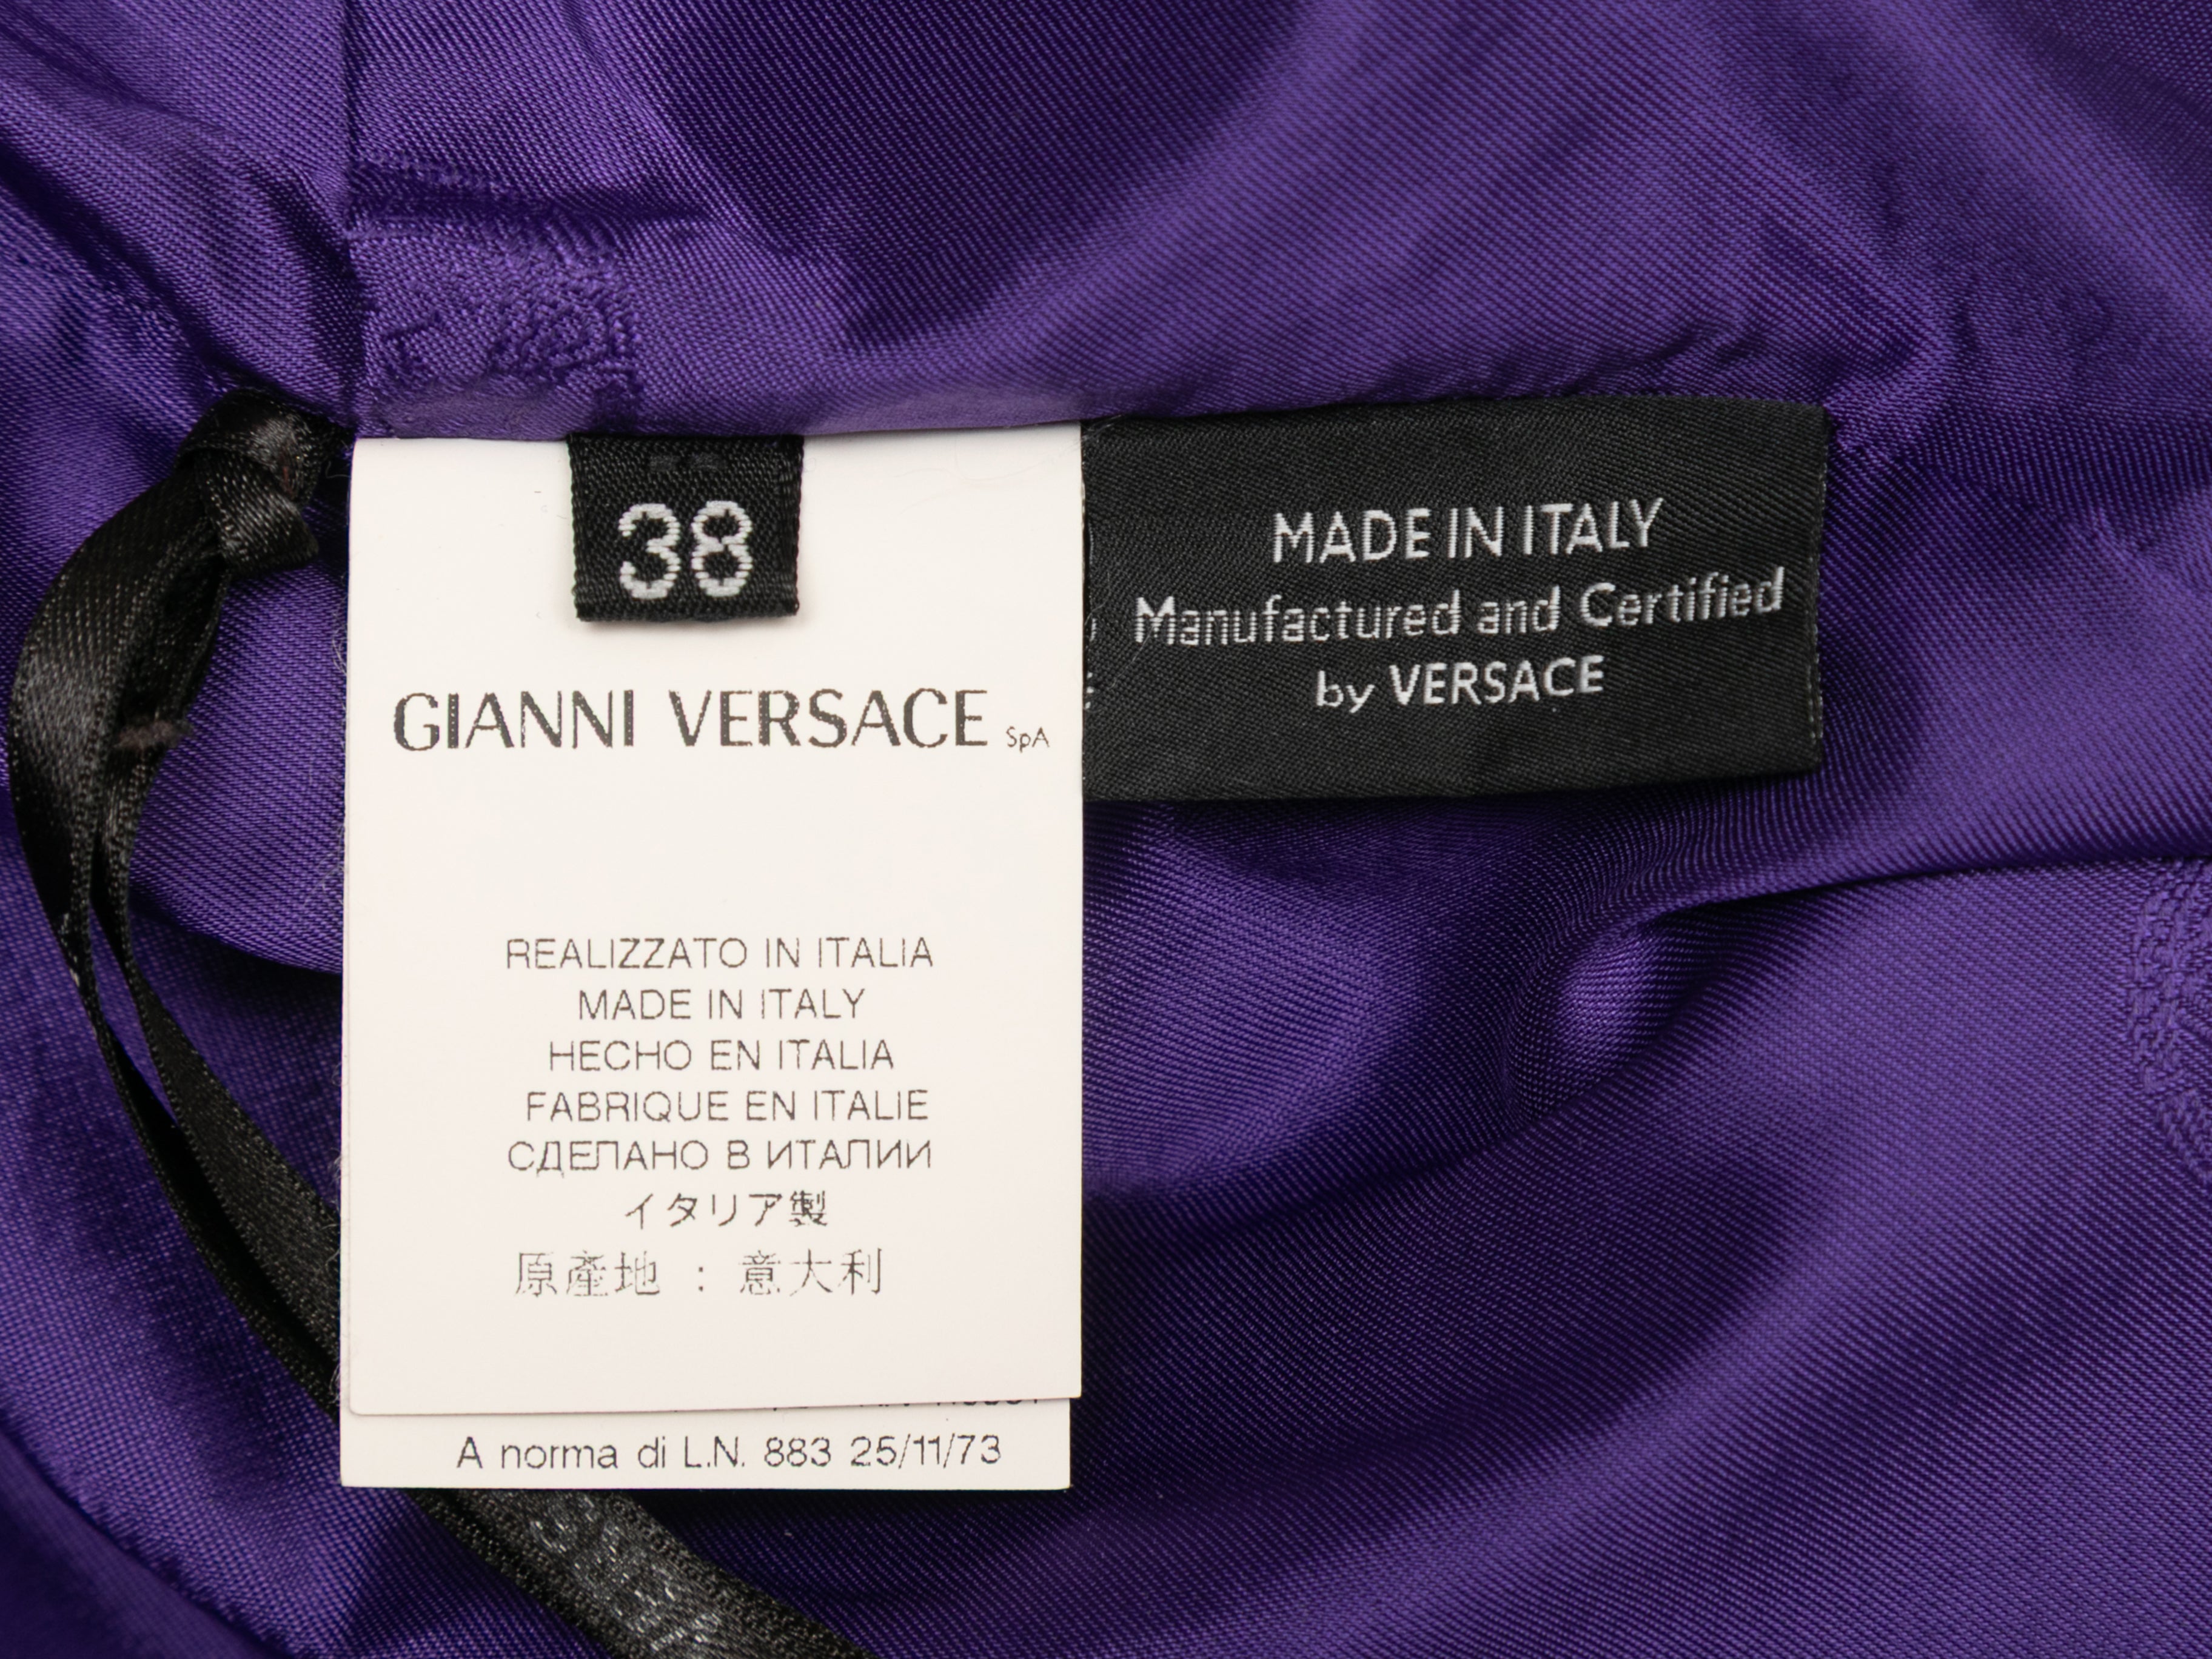 38
GIANNI VERSACE SpA
REALIZZATO IN ITALIA
MADE IN ITALY
HECHO EN ITALIA
FABRIQUE EN ITALIE
СДЕЛАНО В ИТАЛИИ
イタリア製
原產地 : 意大利
A norma di L.N. 883 25/11/73
MADE IN ITALY
Manufactured and Certified
by VERSACE